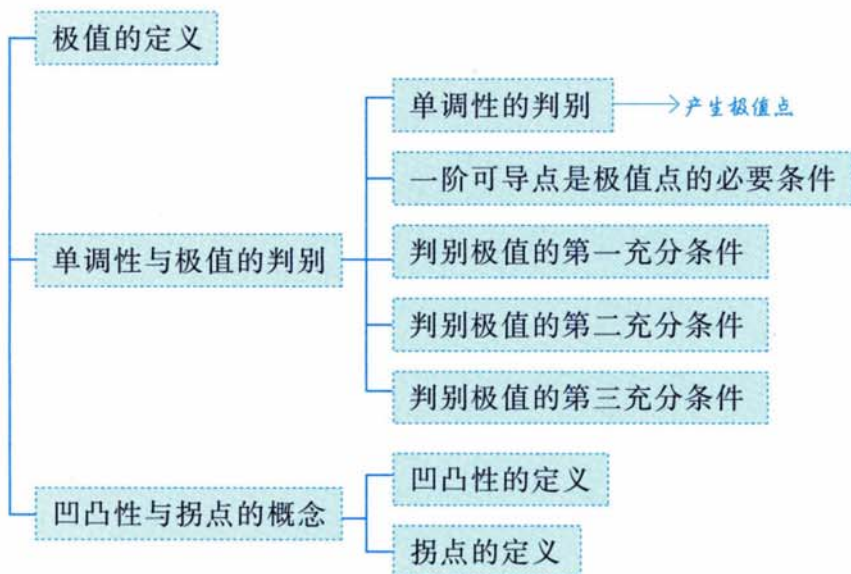 极值的定义
单调性与极值的判别
单调性的判别
产生极值点
一阶可导点是极值点的必要条件
判别极值的第一充分条件
判别极值的第二充分条件
判别极值的第三充分条件
凹凸性与拐点的概念
凹凸性的定义
拐点的定义